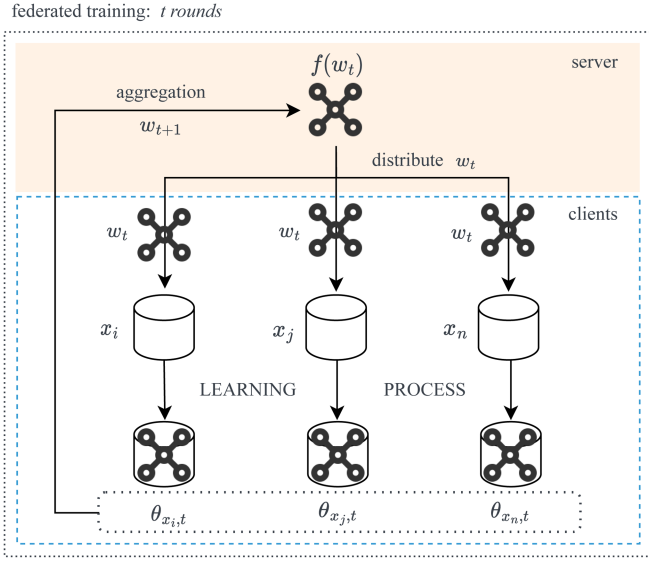 federated training: t rounds
server
f(w_t)
aggregation
w_{t+1}
distribute w_t
clients
w_t w_t w_t
x_i x_j x_n
LEARNING PROCESS
θ_{x_i,t} θ_{x_j,t} θ_{x_n,t}